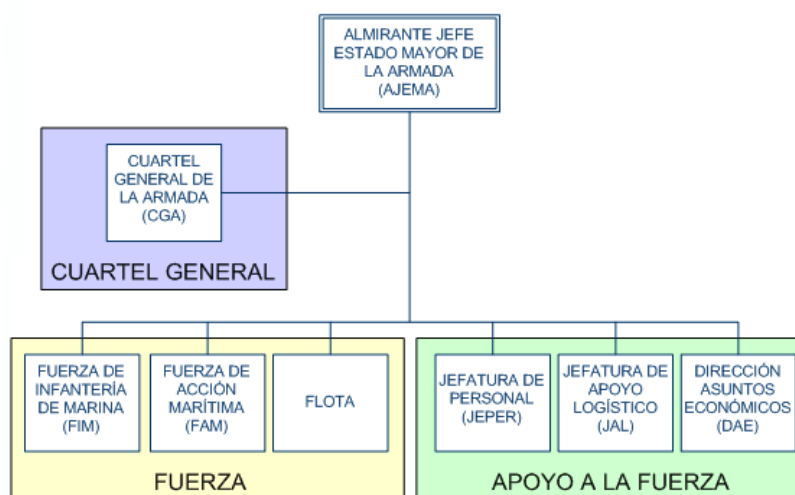 ALMIRANTE JEFE
ESTADO MAYOR DE
LA ARMADA
(AJEMA)
CUARTEL
GENERAL DE
LA ARMADA
(CGA)
CUARTEL GENERAL
FUERZA DE
INFANTERÍA
DE MARINA
(FIM)
FUERZA DE
ACCIÓN
MARÍTIMA
(FAM)
FLOTA
FUERZA
JEFATURA DE
PERSONAL
(JEPER)
JEFATURA DE
APOYO
LOGÍSTICO
(JAL)
DIRECCIÓN
ASUNTOS
ECONÓMICOS
(DAE)
APOYO A LA FUERZA